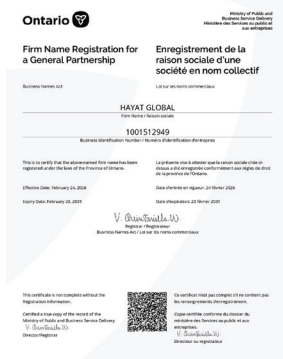 Ontario
Ministry of Public and
Business Service Delivery
Ministère des Services au public et
aux entreprises
Firm Name Registration for
a General Partnership
Enregistrement de la
raison sociale d'une
société en nom collectif
Business Names Act
Loi sur les noms commerciaux
HAYAT GLOBAL
Firm Name / Raison sociale
1001512949
Business Identification Number / Numéro d'identification d'entreprise
This is to certify that the abovenamed firm name has been
registered under the laws of the Province of Ontario.
La présente vise à attester que la raison sociale citée ci-
dessus a été enregistrée conformément aux règles de droit
de la province de l'Ontario.
Effective Date: February 24, 2026
Date d'entrée en vigueur: 24 février 2026
Expiry Date: February 23, 2031
Date d'expiration: 23 février 2031
V. Quintanilla W.
Registrar / Registrateur
Business Names Act / Loi sur les noms commerciaux
This certificate is not complete without the
Registration Information.
Certified a true copy of the record of the
Ministry of Public and Business Service Delivery.
V. Quintanilla W.
Director/Registrar
Ce certificat n'est pas complet s'il ne contient pas
les renseignements d'enregistrement.
Copie certifiée conforme du dossier du
ministère des Services au public et aux
entreprises.
V. Quintanilla W.
Directeur ou registrateur